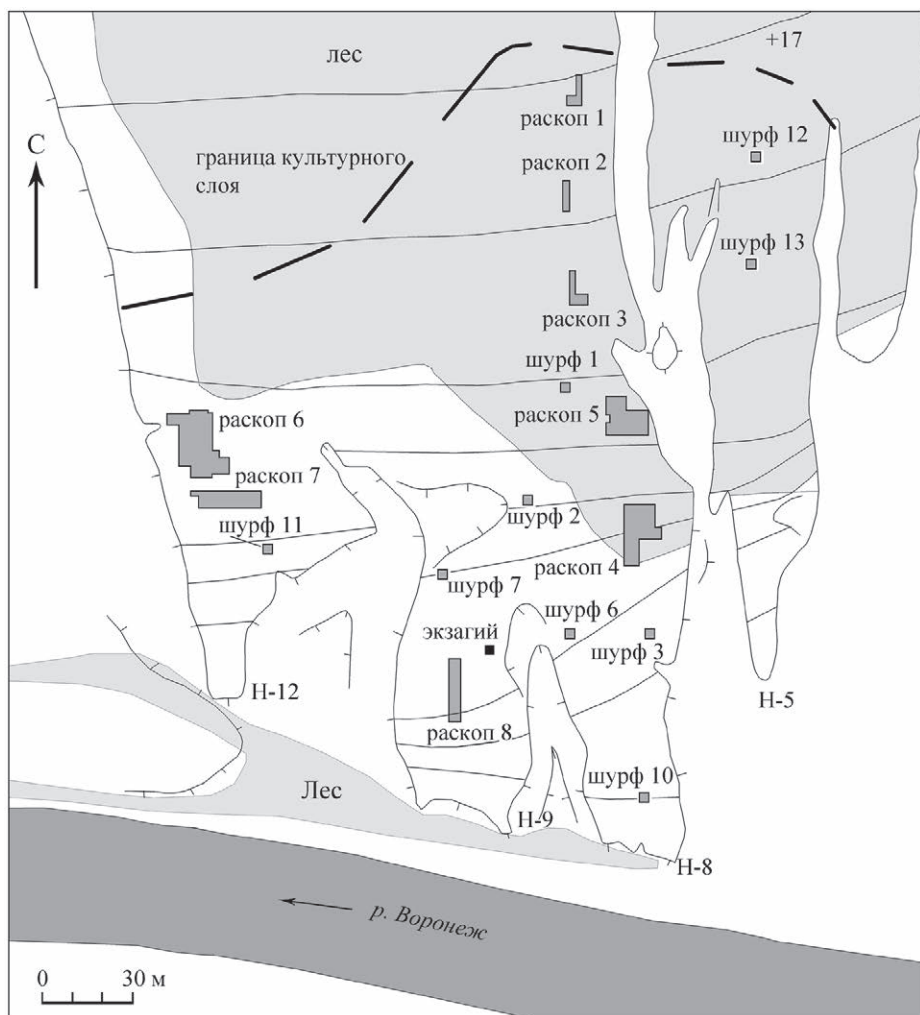 лес
+17
раскоп 1
С
шурф 12
раскоп 2
граница культурного
слоя
шурф 13
раскоп 3
шурф 1
раскоп 5
раскоп 6
раскоп 7
шурф 2
шурф 11
раскоп 4
шурф 7
шурф 6
экзагий
шурф 3
Н-12
Н-5
раскоп 8
шурф 10
Лес
Н-9
Н-8
р. Воронеж
0 30 м